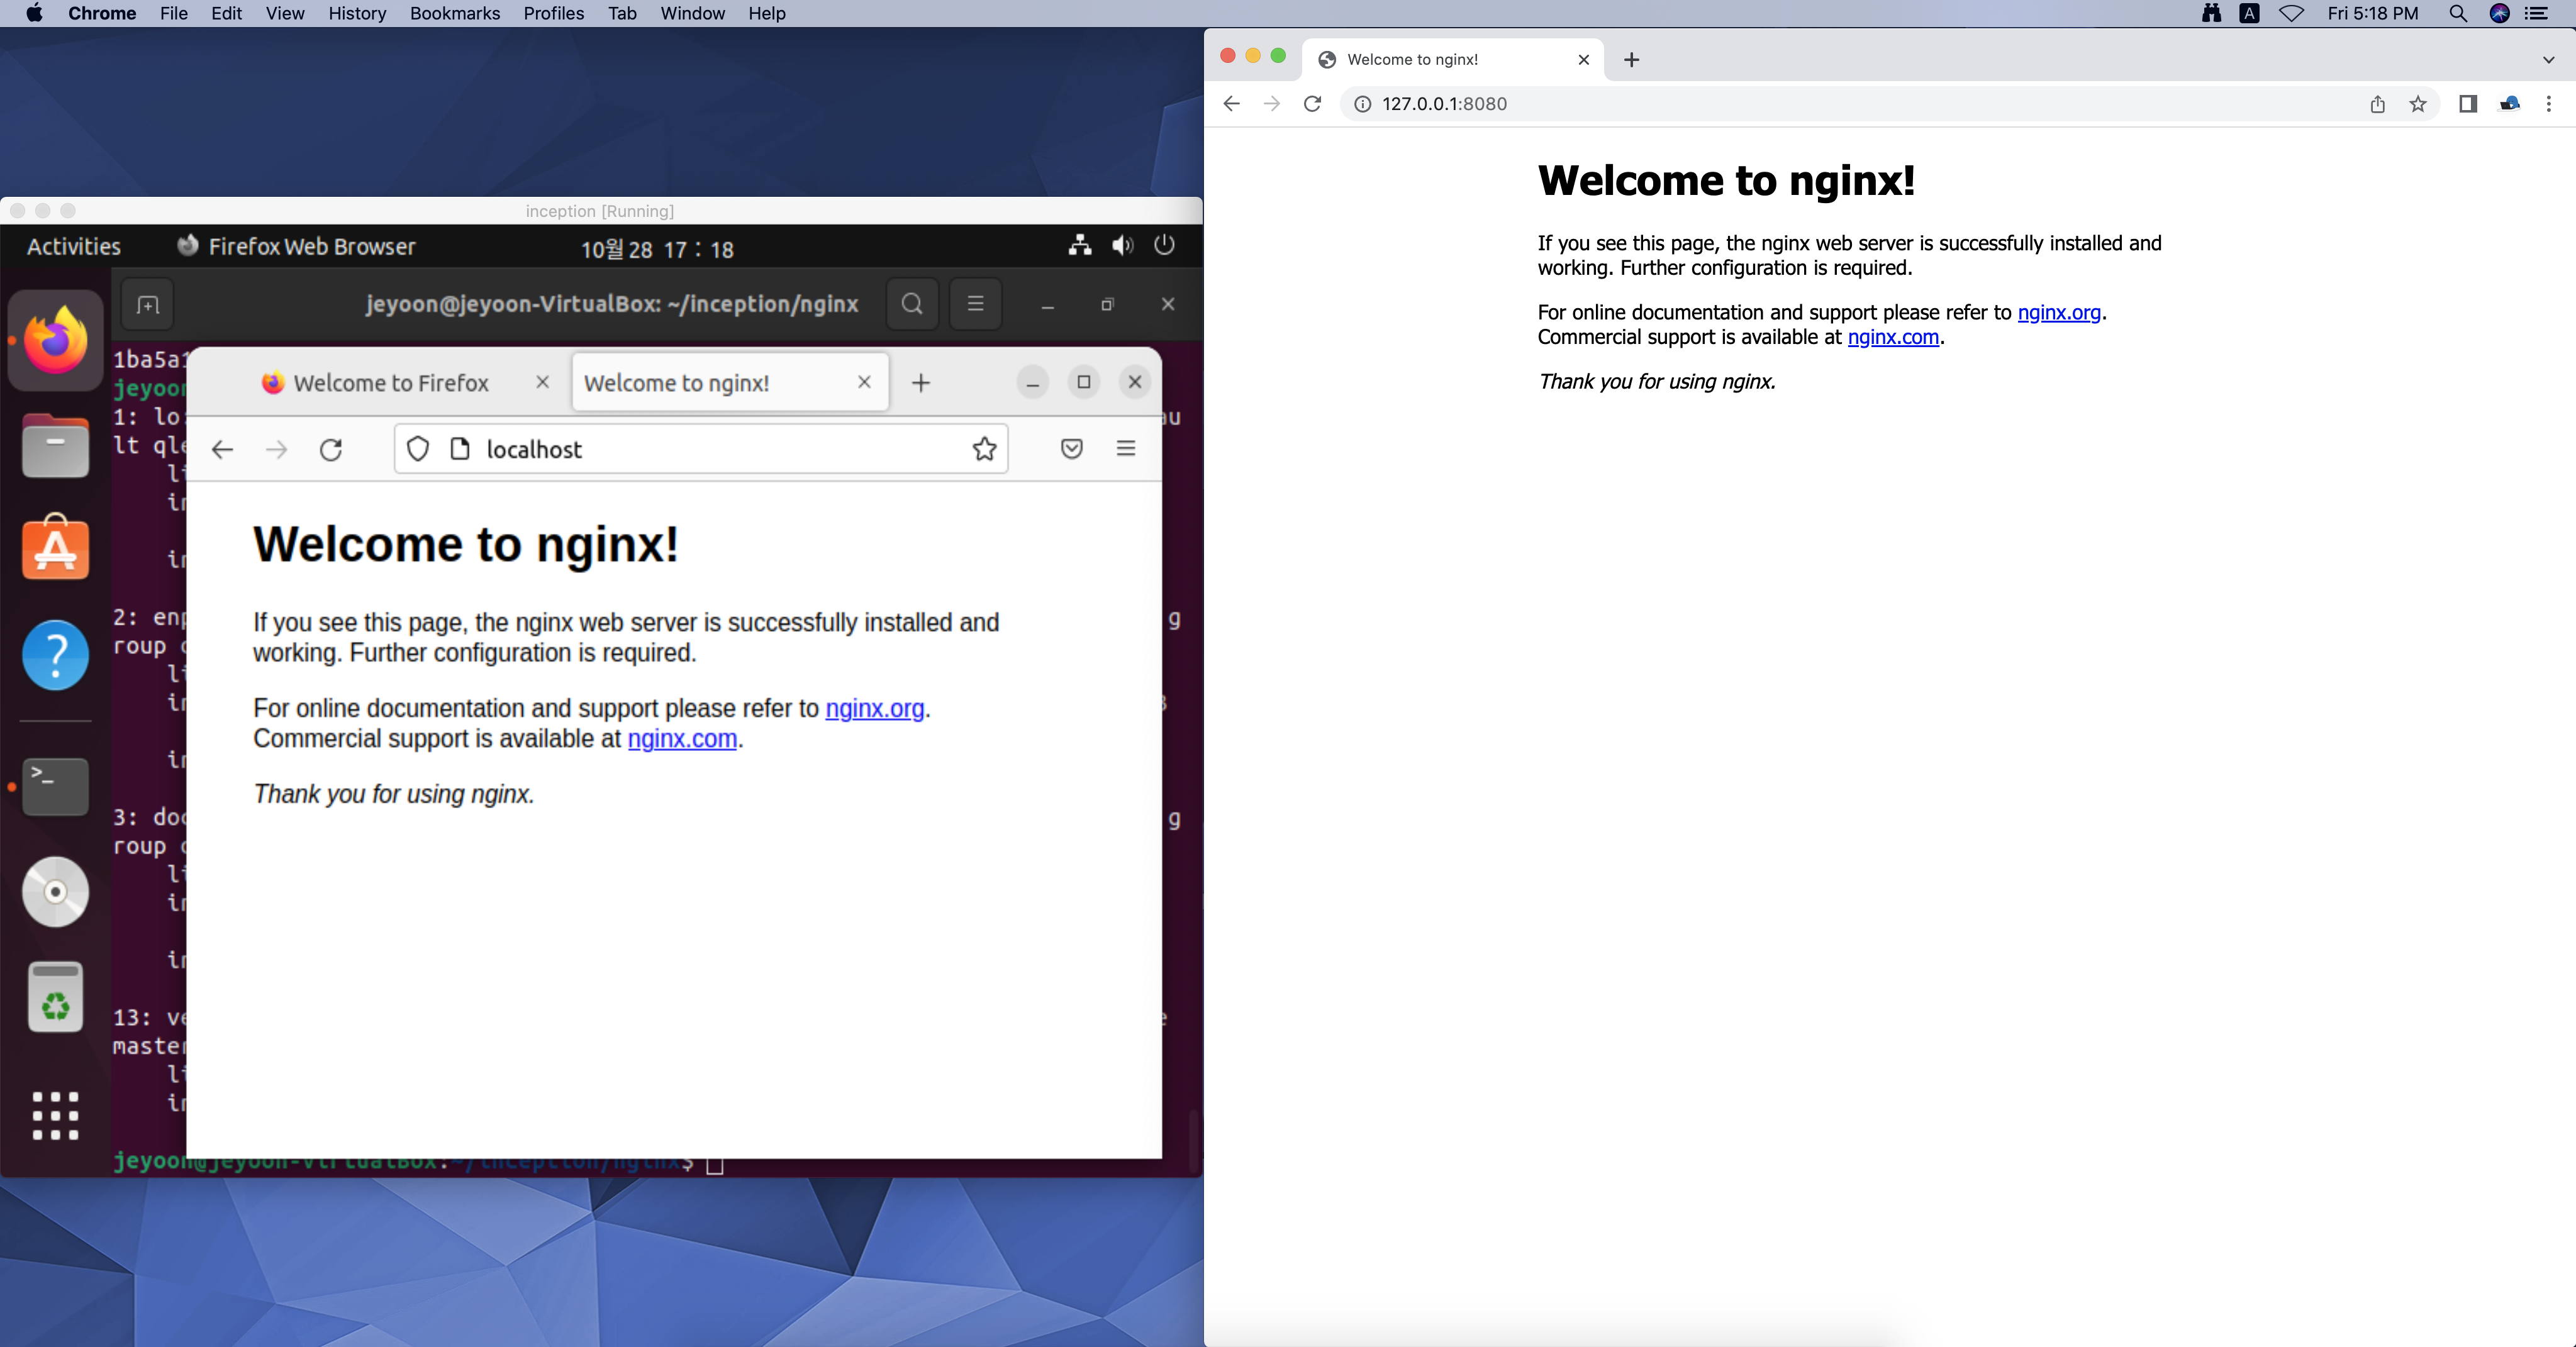 Chrome File Edit View History Bookmarks Profiles Tab Window Help
A Fri 5:18 PM
inception [Running]
Activities Firefox Web Browser 10월 28 17 : 18
jeyoon@jeyoon-VirtualBox: ~/inception/nginx
1ba5a1
jeyoon
1: lo:
lt qle
2: enp
roup
3: doc
roup
13: ve
master
jeyoon@jeyoon-VirtualBox:~/inception/nginx$
Welcome to Firefox
Welcome to nginx!
localhost
Welcome to nginx!
If you see this page, the nginx web server is successfully installed and
working. Further configuration is required.
For online documentation and support please refer to nginx.org.
Commercial support is available at nginx.com.
Thank you for using nginx.
Welcome to nginx!
127.0.0.1:8080
Welcome to nginx!
If you see this page, the nginx web server is successfully installed and
working. Further configuration is required.
For online documentation and support please refer to nginx.org.
Commercial support is available at nginx.com.
Thank you for using nginx.